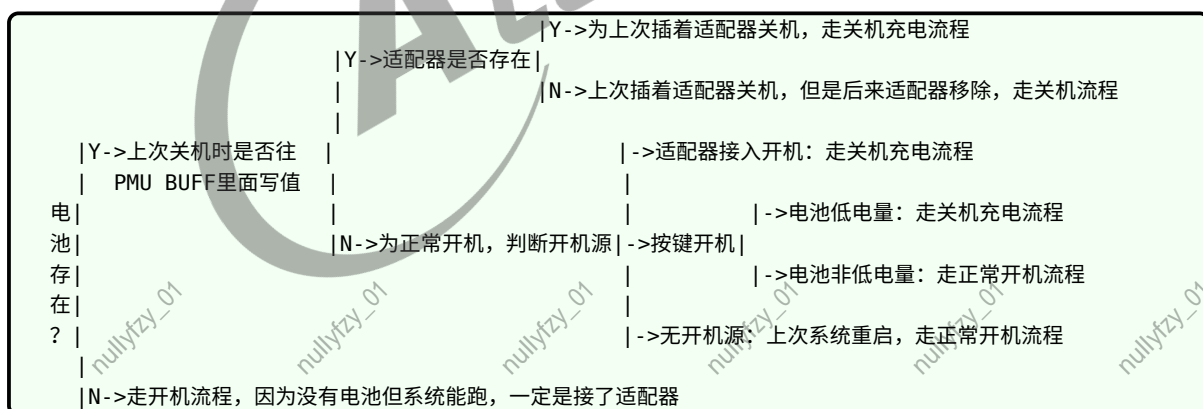 |Y->为上次插着适配器关机，走关机充电流程
|Y->适配器是否存在|
| |N->上次插着适配器关机，但是后来适配器移除，走关机流程
|
|Y->上次关机时是否往 | |->适配器接入开机：走关机充电流程
| PMU BUFF里面写值 | |
电| | | |->电池低电量：走关机充电流程
池| |N->为正常开机，判断开机源|->按键开机|
存| | |->电池非低电量：走正常开机流程
在| |
？| |->无开机源：上次系统重启，走正常开机流程
|
|N->走开机流程，因为没有电池但系统能跑，一定是接了适配器
nullyfzy_01 nullyfzy_01 nullyfzy_01 nullyfzy_01 nullyfzy_01 nullyfzy_01